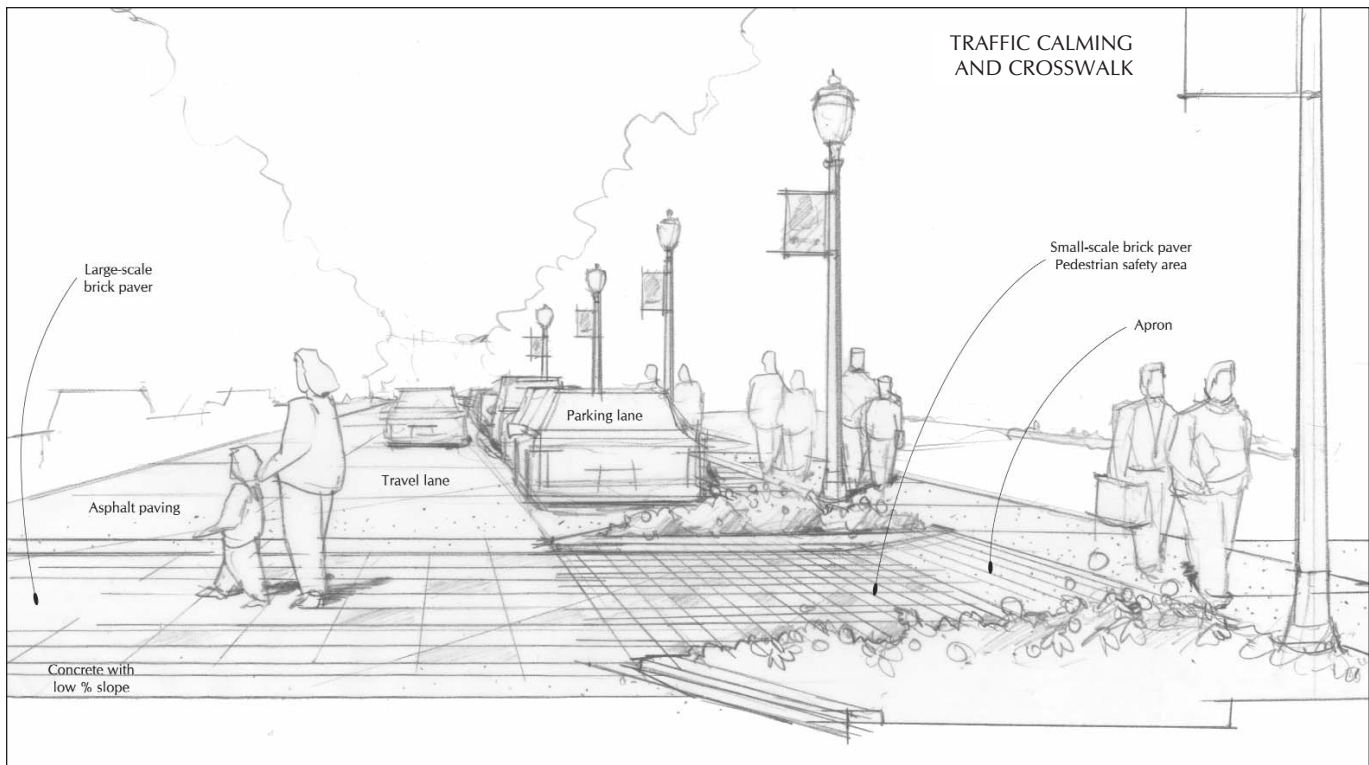 TRAFFIC CALMING
AND CROSSWALK
Large-scale
brick paver
Small-scale brick paver
Pedestrian safety area
Apron
Parking lane
Travel lane
Asphalt paving
Concrete with
low % slope